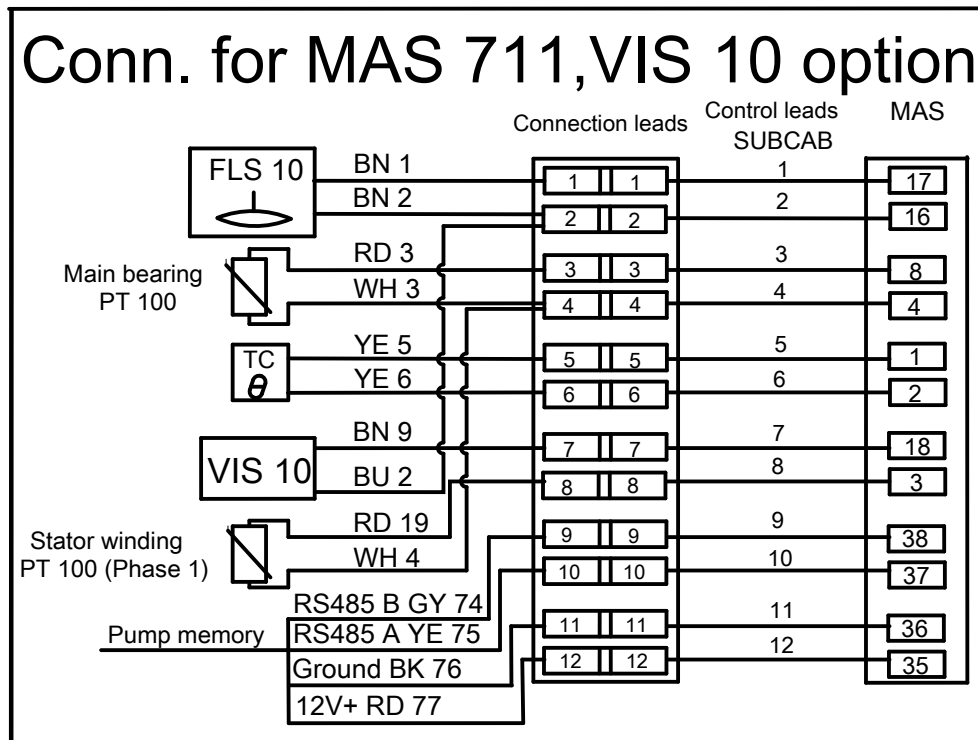 Conn. for MAS 711,VIS 10 option
Connection leads
Control leads
SUBCAB
MAS
FLS 10
BN 1
1 1
1
17
BN 2
2 2
2
16
Main bearing
PT 100
RD 3
3 3
3
8
WH 3
4 4
4
4
TC
θ
YE 5
5 5
5
1
YE 6
6 6
6
2
VIS 10
BN 9
7 7
7
18
BU 2
8 8
8
3
Stator winding
PT 100 (Phase 1)
RD 19
9 9
9
38
WH 4
10 10
10
37
Pump memory
RS485 B GY 74
RS485 A YE 75
11 11
11
36
Ground BK 76
12 12
12
35
12V+ RD 77